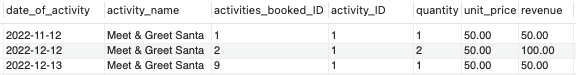 date_of_activity activity_name activities_booked_ID activity_ID quantity unit_price revenue
2022-11-12 Meet & Greet Santa 1 1 1 50.00 50.00
2022-12-12 Meet & Greet Santa 2 1 2 50.00 100.00
2022-12-13 Meet & Greet Santa 9 1 1 50.00 50.00